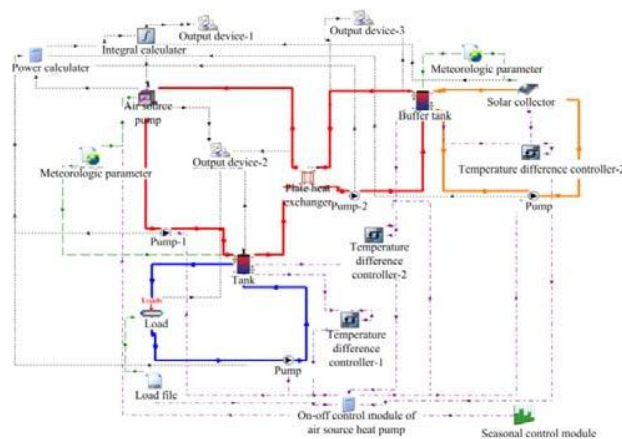 Output device-1
Output device-3
Integral calculater
Power calculater
Meteorologic parameter
Air source
pump
Buffer tank
Solar collector
Output device-2
Meteorologic parameter
Temperature difference controller-2
Plate heat
exchanger
Pump-2
Pump
Pump-1
Tank
Temperature
difference
controller-2
Loads
Load
Temperature
difference
controller-1
Pump
Load file
On-off control module of
air source heat pump
Seasonal control module